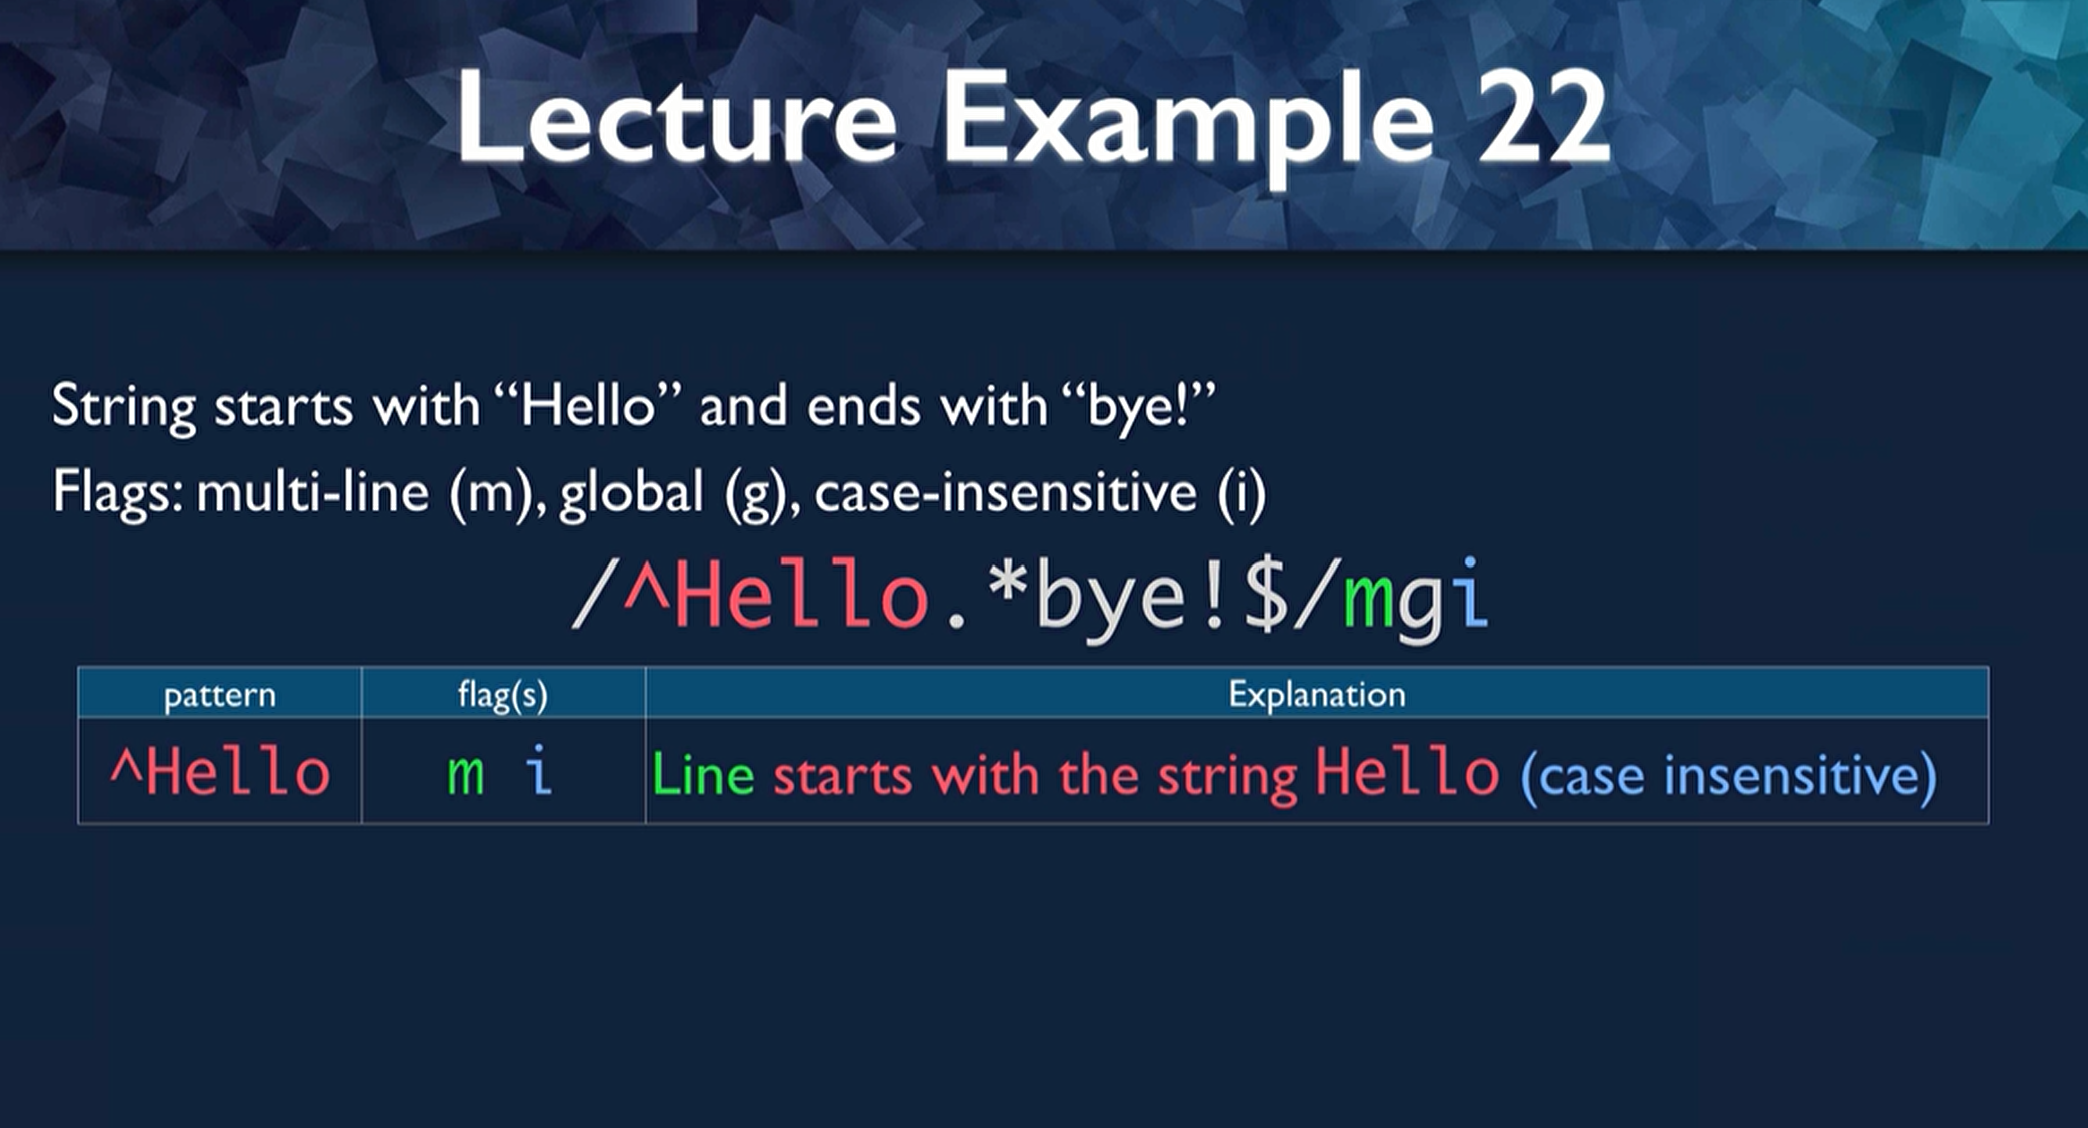 Lecture Example 22
String starts with “Hello” and ends with “bye!”
Flags: multi-line (m), global (g), case-insensitive (i)
/^Hello.*bye!$/mgi
pattern flag(s) Explanation
^Hello m i Line starts with the string Hello (case insensitive)